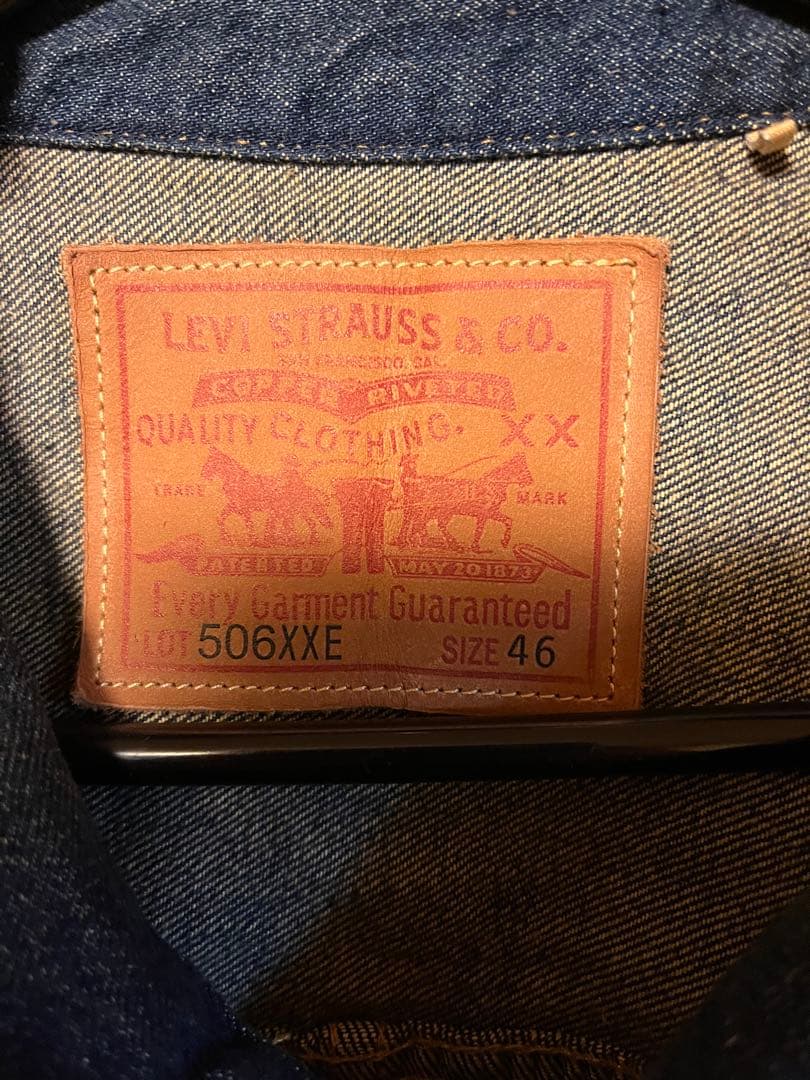 LEVI STRAUSS & CO.
SAN FRANCISCO, CAL.
COPPER RIVETED
QUALITY CLOTHING. XX
TRADE MARK
PATENTED MAY 20 1873
Every Garment Guaranteed
LOT 506XXE SIZE 46